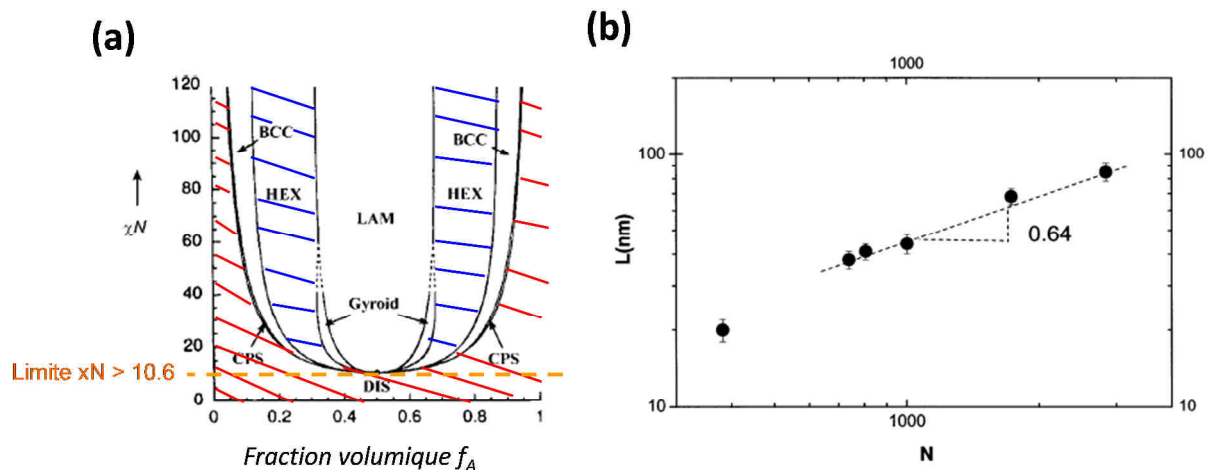 (a)
120
100
80
60
40
20
0
χN
BCC
BCC
HEX
HEX
LAM
Gyroid
CPS
CPS
DIS
Limite xN > 10.6
0 0.2 0.4 0.6 0.8 1
Fraction volumique f_A
(b)
1000
100
100
L(nm)
0.64
10
10
1000
N